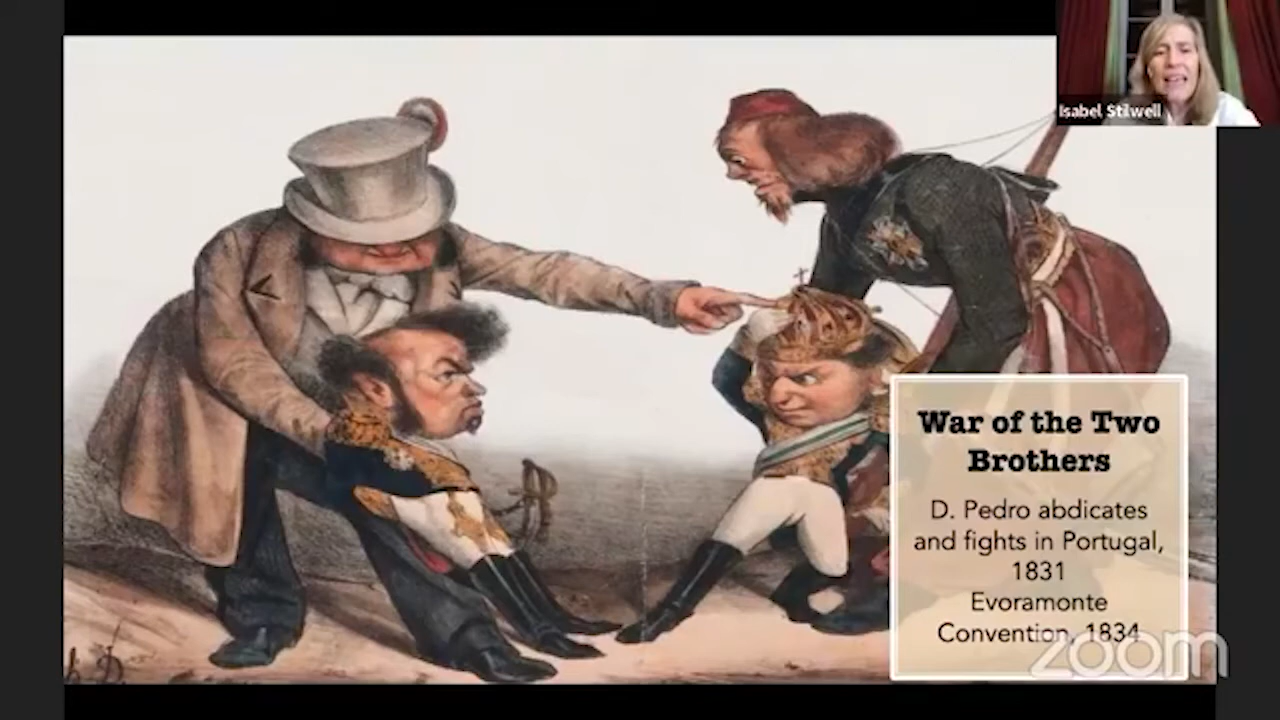 Isabel Stilwell
War of the Two
Brothers
D. Pedro abdicates
and fights in Portugal,
1831
Evoramonte
Convention, 1834
zoom